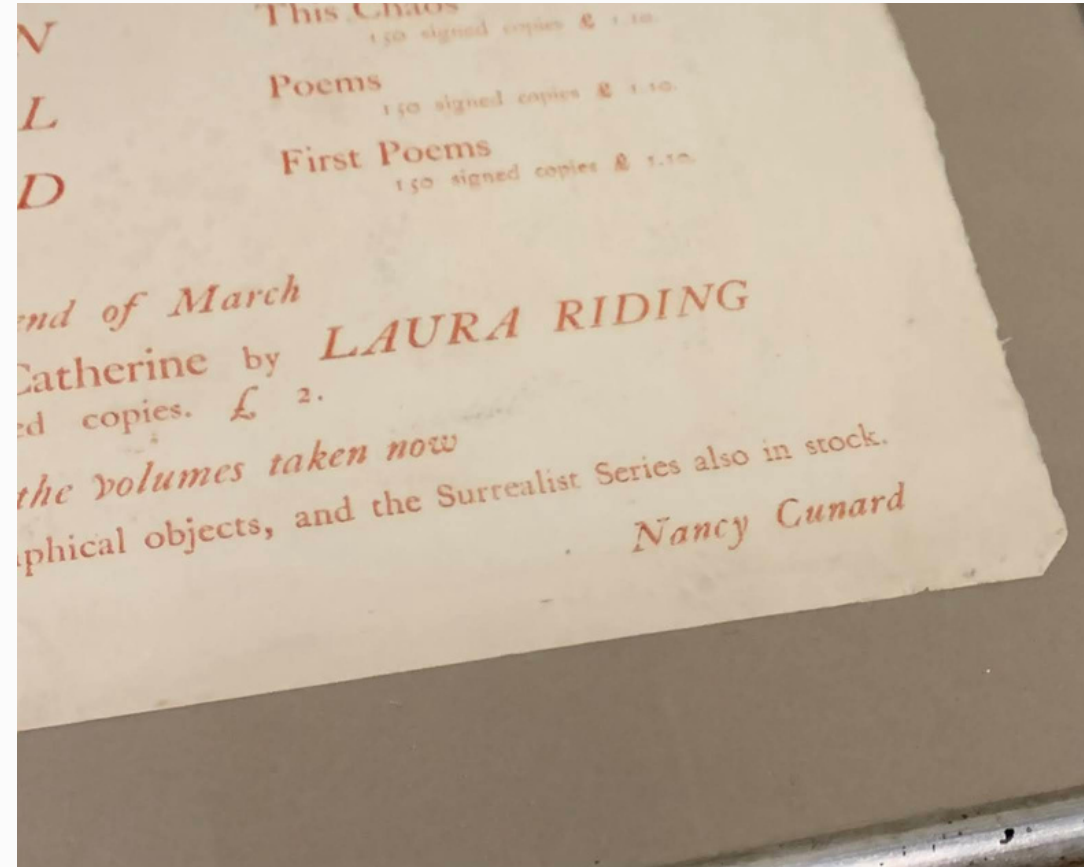 N This Chaos
150 signed copies £ 1.10.
L Poems
150 signed copies £ 1.10.
D First Poems
150 signed copies £ 1.10.
end of March
Catherine by LAURA RIDING
ed copies. £ 2.
the volumes taken now
phical objects, and the Surrealist Series also in stock.
Nancy Cunard